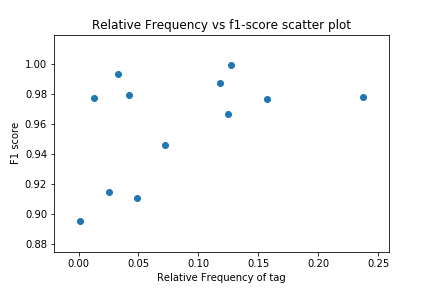 Relative Frequency vs f1-score scatter plot
1.00
0.98
0.96
0.94
0.92
0.90
0.88
F1 score
0.00 0.05 0.10 0.15 0.20 0.25
Relative Frequency of tag